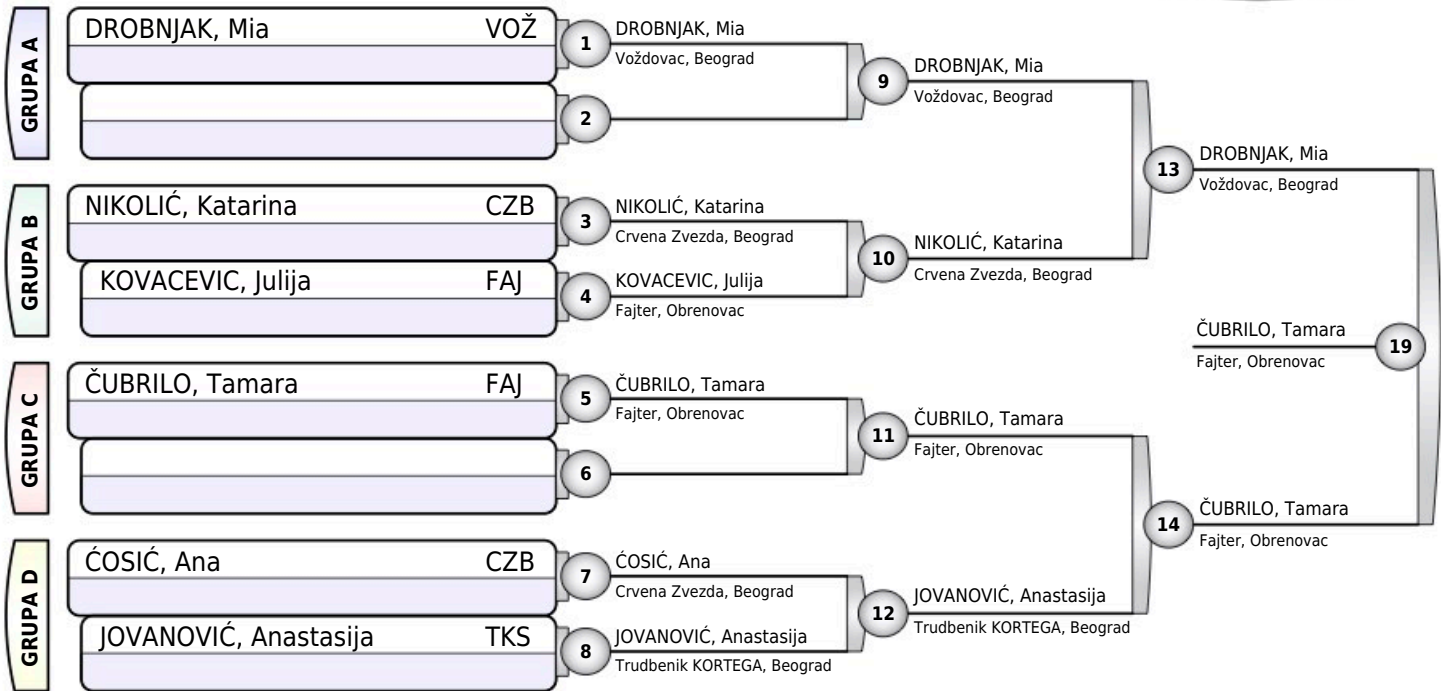 GRUPA A
DROBNJAK, Mia VOŽ
1
DROBNJAK, Mia
Voždovac, Beograd
2
9
DROBNJAK, Mia
Voždovac, Beograd
GRUPA B
NIKOLIĆ, Katarina CZB
3
NIKOLIĆ, Katarina
Crvena Zvezda, Beograd
KOVACEVIC, Julija FAJ
4
KOVACEVIC, Julija
Fajter, Obrenovac
10
NIKOLIĆ, Katarina
Crvena Zvezda, Beograd
13
DROBNJAK, Mia
Voždovac, Beograd
GRUPA C
ČUBRILO, Tamara FAJ
5
ČUBRILO, Tamara
Fajter, Obrenovac
6
11
ČUBRILO, Tamara
Fajter, Obrenovac
GRUPA D
ĆOSIĆ, Ana CZB
7
ĆOSIĆ, Ana
Crvena Zvezda, Beograd
JOVANOVIĆ, Anastasija TKS
8
JOVANOVIĆ, Anastasija
Trudbenik KORTEGA, Beograd
12
JOVANOVIĆ, Anastasija
Trudbenik KORTEGA, Beograd
14
ČUBRILO, Tamara
Fajter, Obrenovac
ČUBRILO, Tamara
Fajter, Obrenovac
19